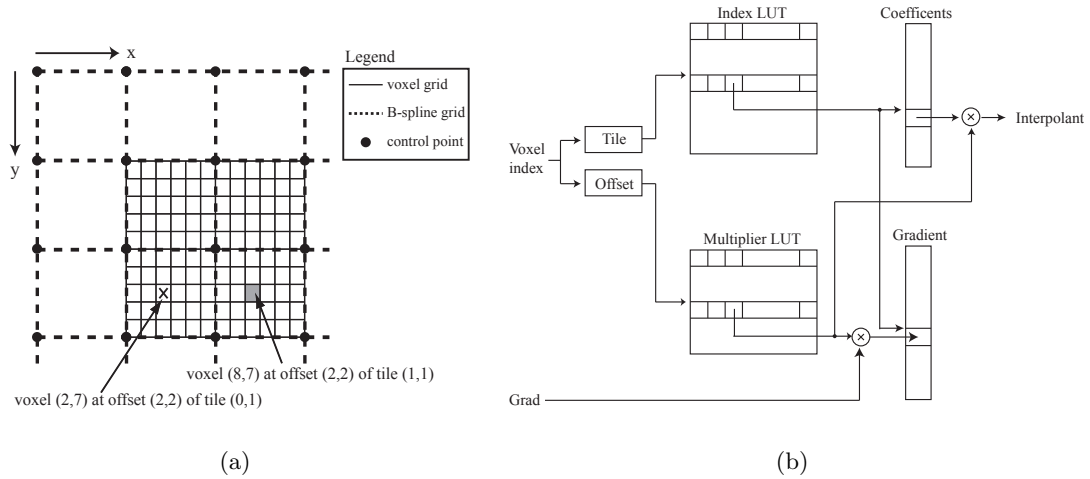 x
y
Legend
voxel grid
B-spline grid
control point
x
voxel (8,7) at offset (2,2) of tile (1,1)
voxel (2,7) at offset (2,2) of tile (0,1)
(a)
Index LUT
Coefficents
Tile
Voxel
index
Offset
×
Interpolant
Multiplier LUT
Gradient
×
Grad
(b)